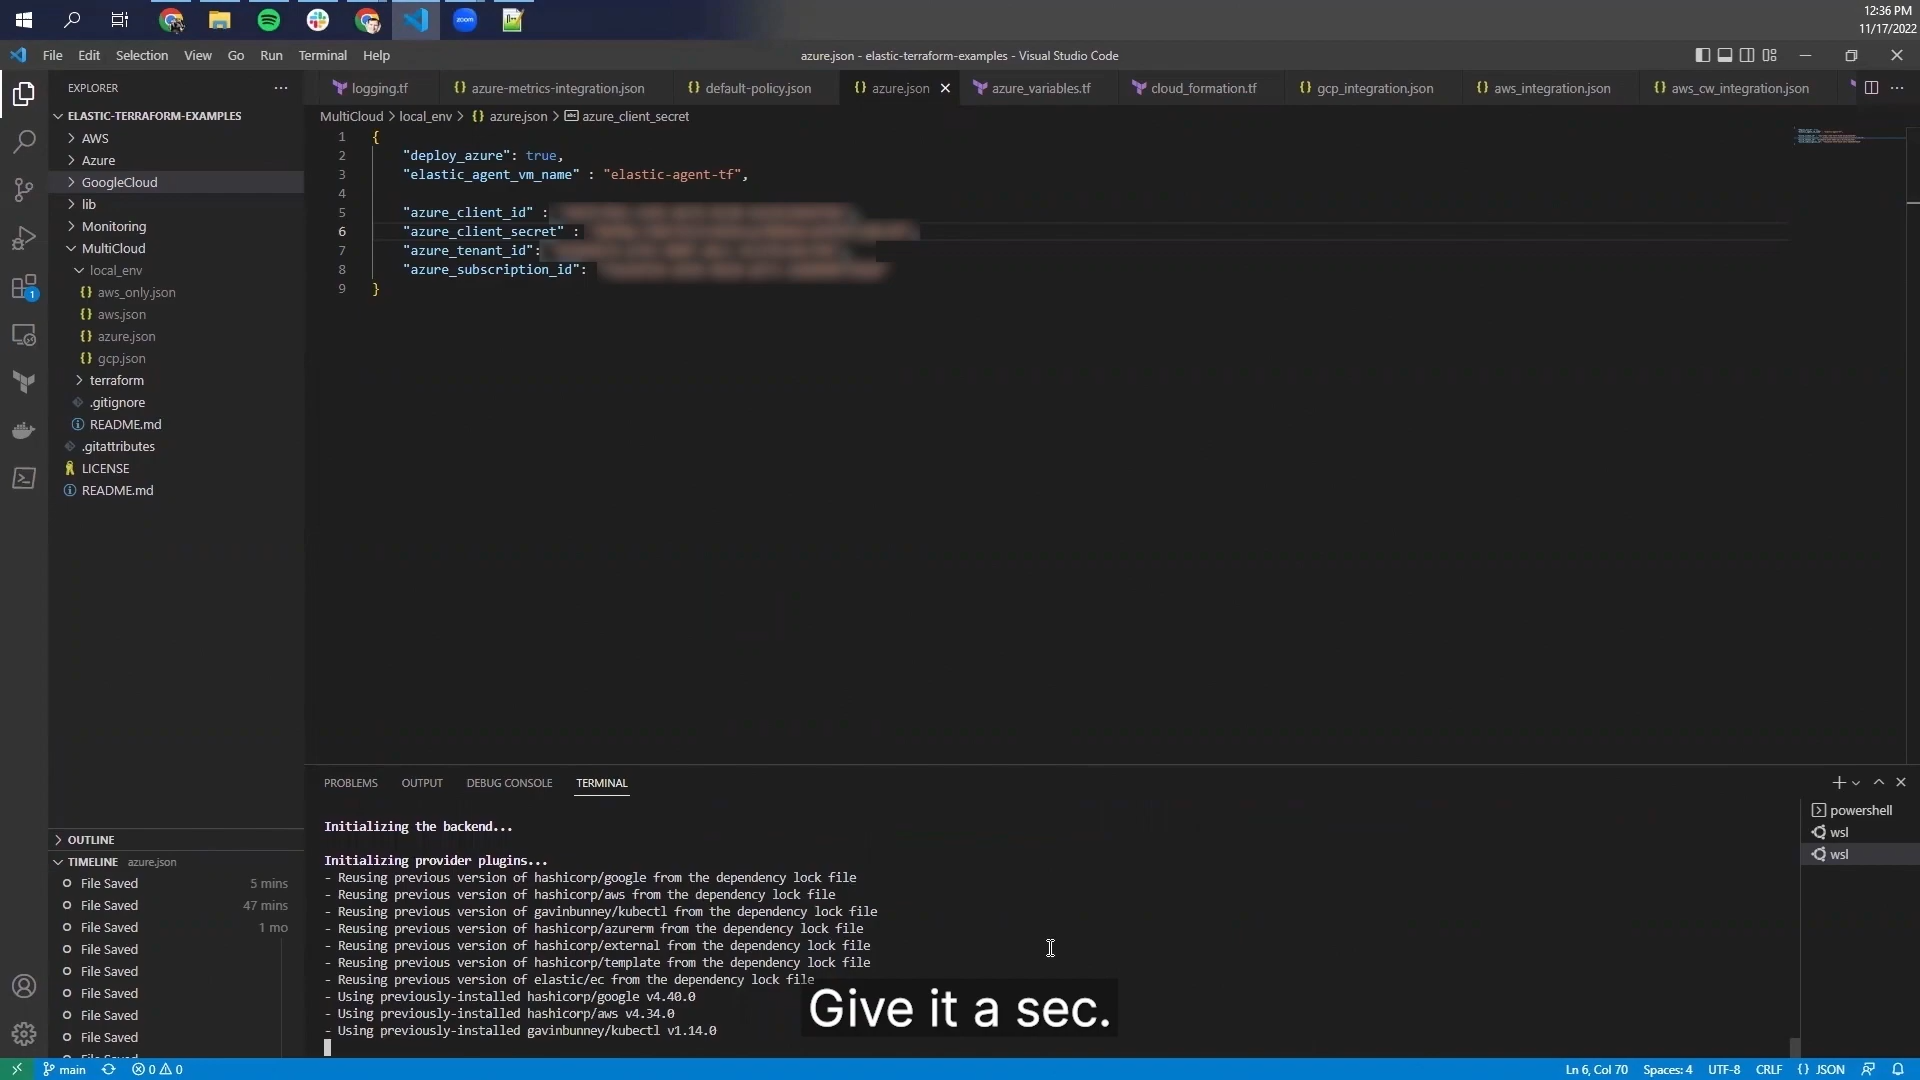 12:36 PM
11/17/2022
File Edit Selection View Go Run Terminal Help
azure.json - elastic-terraform-examples - Visual Studio Code
EXPLORER
logging.tf
azure-metrics-integration.json
default-policy.json
azure.json
azure_variables.tf
cloud_formation.tf
gcp_integration.json
aws_integration.json
aws_cw_integration.json
MultiCloud > local_env > {} azure.json > azure_client_secret
ELASTIC-TERRAFORM-EXAMPLES
AWS
Azure
GoogleCloud
lib
Monitoring
MultiCloud
local_env
aws_only.json
aws.json
azure.json
gcp.json
terraform
.gitignore
README.md
.gitattributes
LICENSE
README.md
1 {
2 "deploy_azure": true,
3 "elastic_agent_vm_name" : "elastic-agent-tf",
4
5 "azure_client_id" :
6 "azure_client_secret" :
7 "azure_tenant_id":
8 "azure_subscription_id":
9 }
1
OUTLINE
TIMELINE azure.json
File Saved 5 mins
File Saved 47 mins
File Saved 1 mo
File Saved
File Saved
File Saved
File Saved
File Saved
File Saved
PROBLEMS OUTPUT DEBUG CONSOLE TERMINAL
Initializing the backend...
Initializing provider plugins...
- Reusing previous version of hashicorp/google from the dependency lock file
- Reusing previous version of hashicorp/aws from the dependency lock file
- Reusing previous version of gavinbunney/kubectl from the dependency lock file
- Reusing previous version of hashicorp/azurerm from the dependency lock file
- Reusing previous version of hashicorp/external from the dependency lock file
- Reusing previous version of hashicorp/template from the dependency lock file
- Reusing previous version of elastic/ec from the dependency lock file
- Using previously-installed hashicorp/google v4.40.0
- Using previously-installed hashicorp/aws v4.34.0
- Using previously-installed gavinbunney/kubectl v1.14.0
Give it a sec.
powershell
wsl
wsl
main
0 0
Ln 6, Col 70 Spaces: 4 UTF-8 CRLF {} JSON